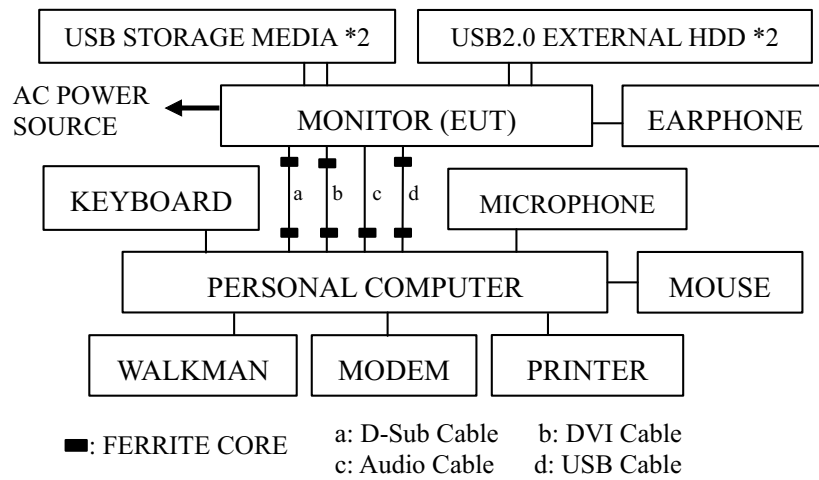 USB STORAGE MEDIA *2
USB2.0 EXTERNAL HDD *2
AC POWER
SOURCE
MONITOR (EUT)
EARPHONE
a
b
c
d
KEYBOARD
MICROPHONE
PERSONAL COMPUTER
MOUSE
WALKMAN
MODEM
PRINTER
: FERRITE CORE
a: D-Sub Cable
b: DVI Cable
c: Audio Cable
d: USB Cable